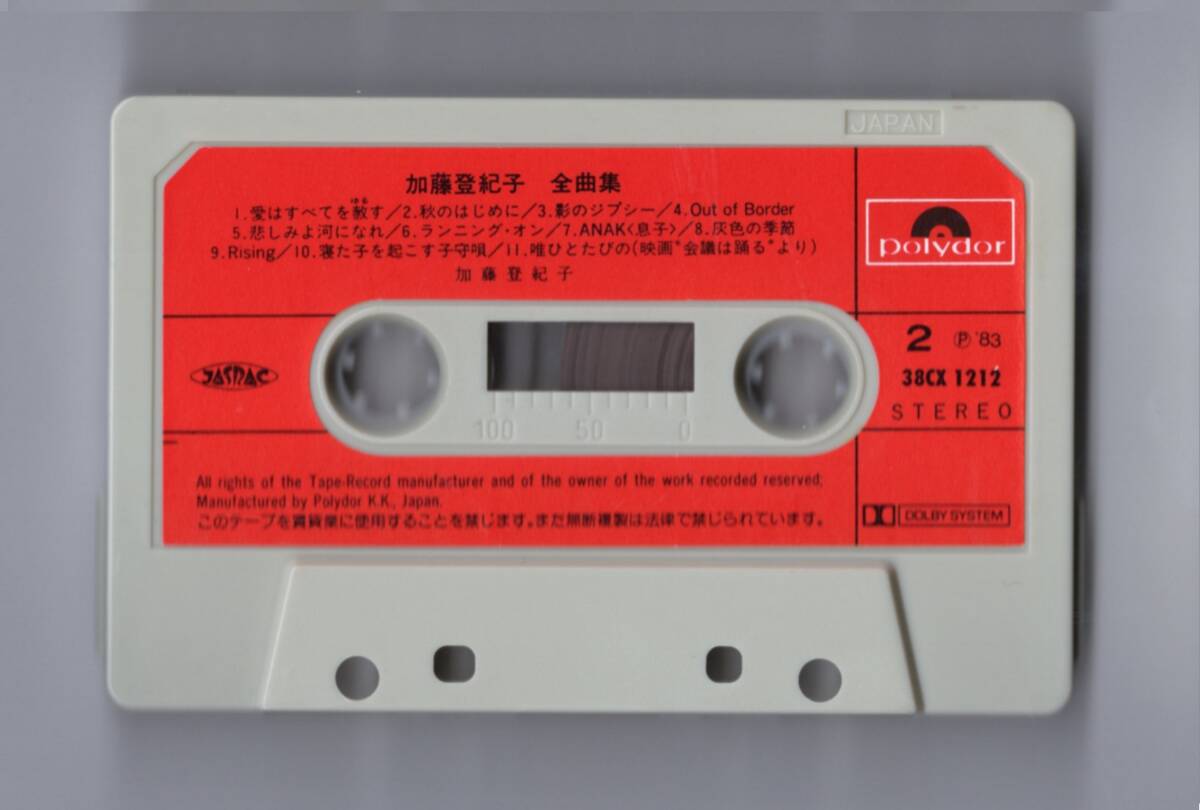 JAPAN
加藤登紀子 全曲集
ゆる
1.愛はすべてを赦す/2.秋のはじめに/3.影のジプシー/4.Out of Border
5.悲しみよ河になれ/6.ランニング・オン/7.ANAK〈息子〉/8.灰色の季節
9.Rising/10.寝た子を起こす子守唄/11.唯ひとたびの(映画"会議は踊る"より)
加藤登紀子
polydor
2 Ⓟ'83
38CX 1212
STEREO
JASRAC
100 50 0
All rights of the Tape-Record manufacturer and of the owner of the work recorded reserved;
Manufactured by Polydor K.K., Japan.
このテープを賃貸業に使用することを禁じます。また無断複製は法律で禁じられています。
DOLBY SYSTEM